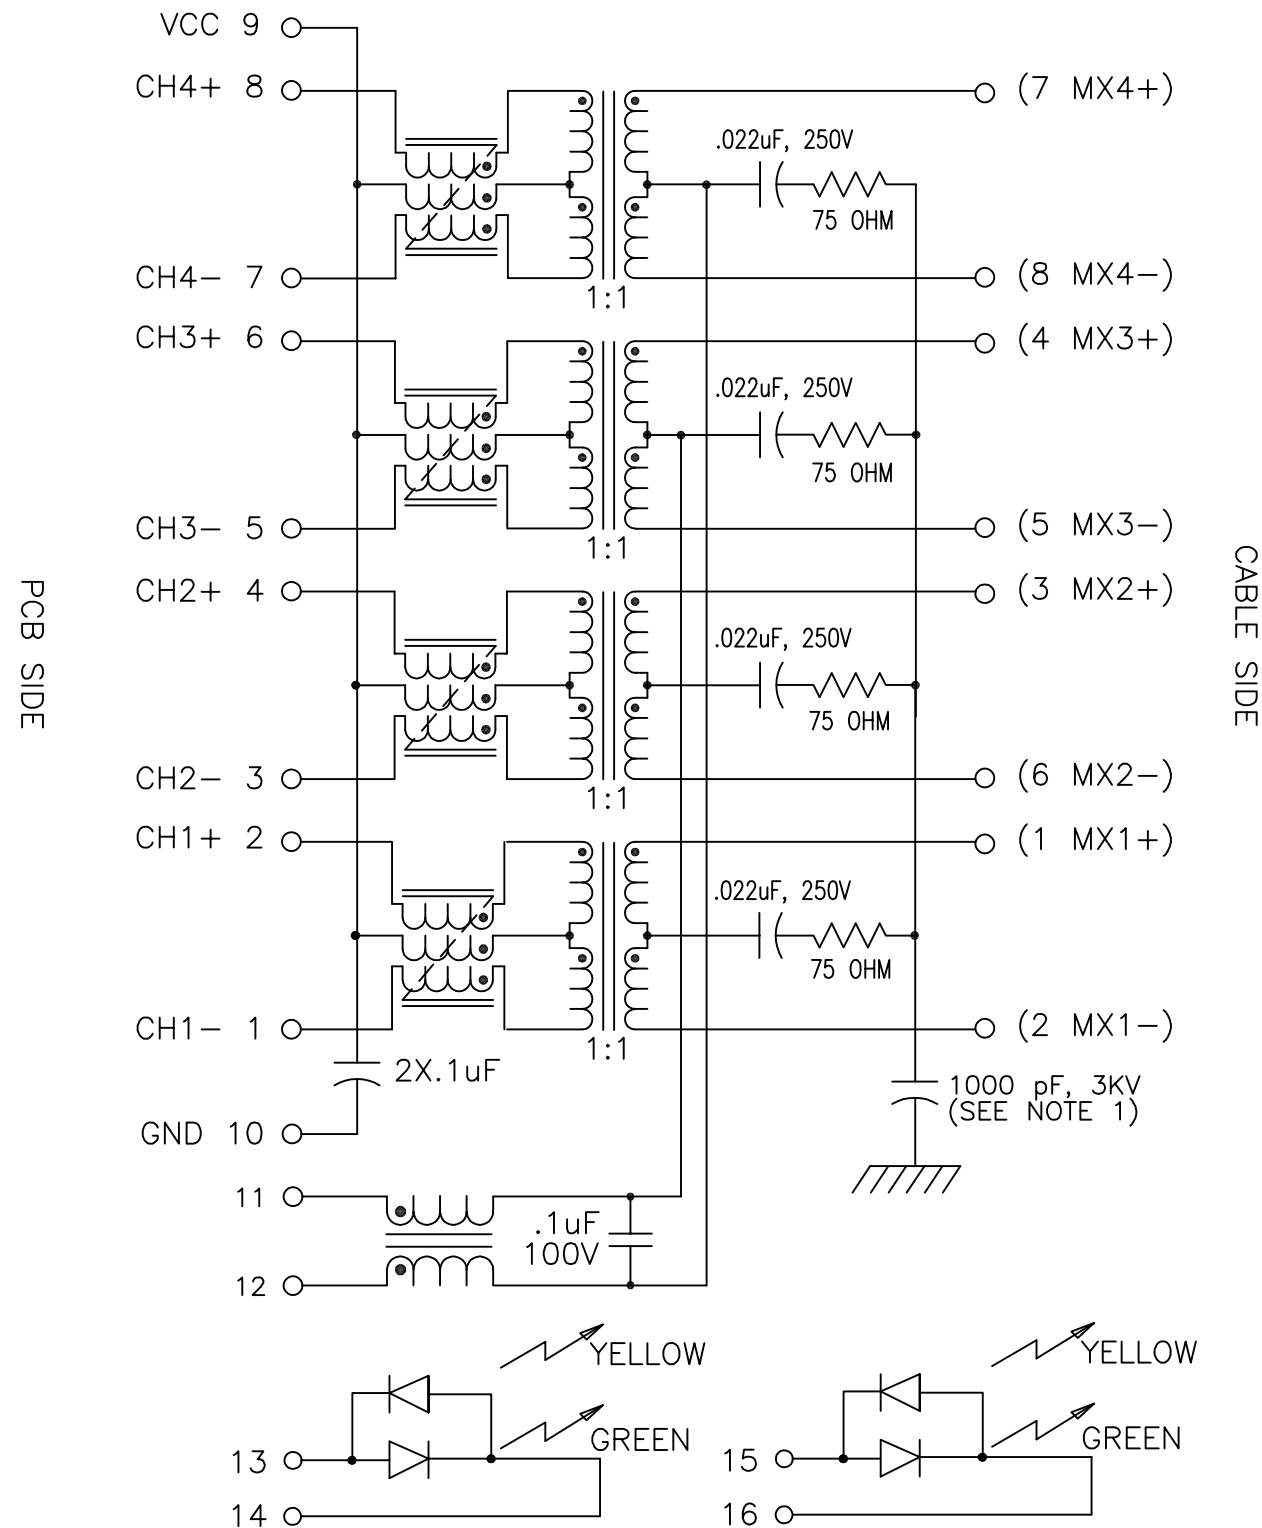 VCC 9
CH4+ 8
(7 MX4+)
.022uF, 250V
75 OHM
CH4− 7
(8 MX4−)
1:1
CH3+ 6
(4 MX3+)
.022uF, 250V
75 OHM
CH3− 5
(5 MX3−)
1:1
CH2+ 4
(3 MX2+)
PCB SIDE
CABLE SIDE
.022uF, 250V
75 OHM
CH2− 3
(6 MX2−)
1:1
CH1+ 2
(1 MX1+)
.022uF, 250V
75 OHM
CH1− 1
(2 MX1−)
1:1
2X.1uF
1000 pF, 3KV
(SEE NOTE 1)
GND 10
11
.1uF
100V
12
YELLOW
GREEN
13
14
YELLOW
GREEN
15
16